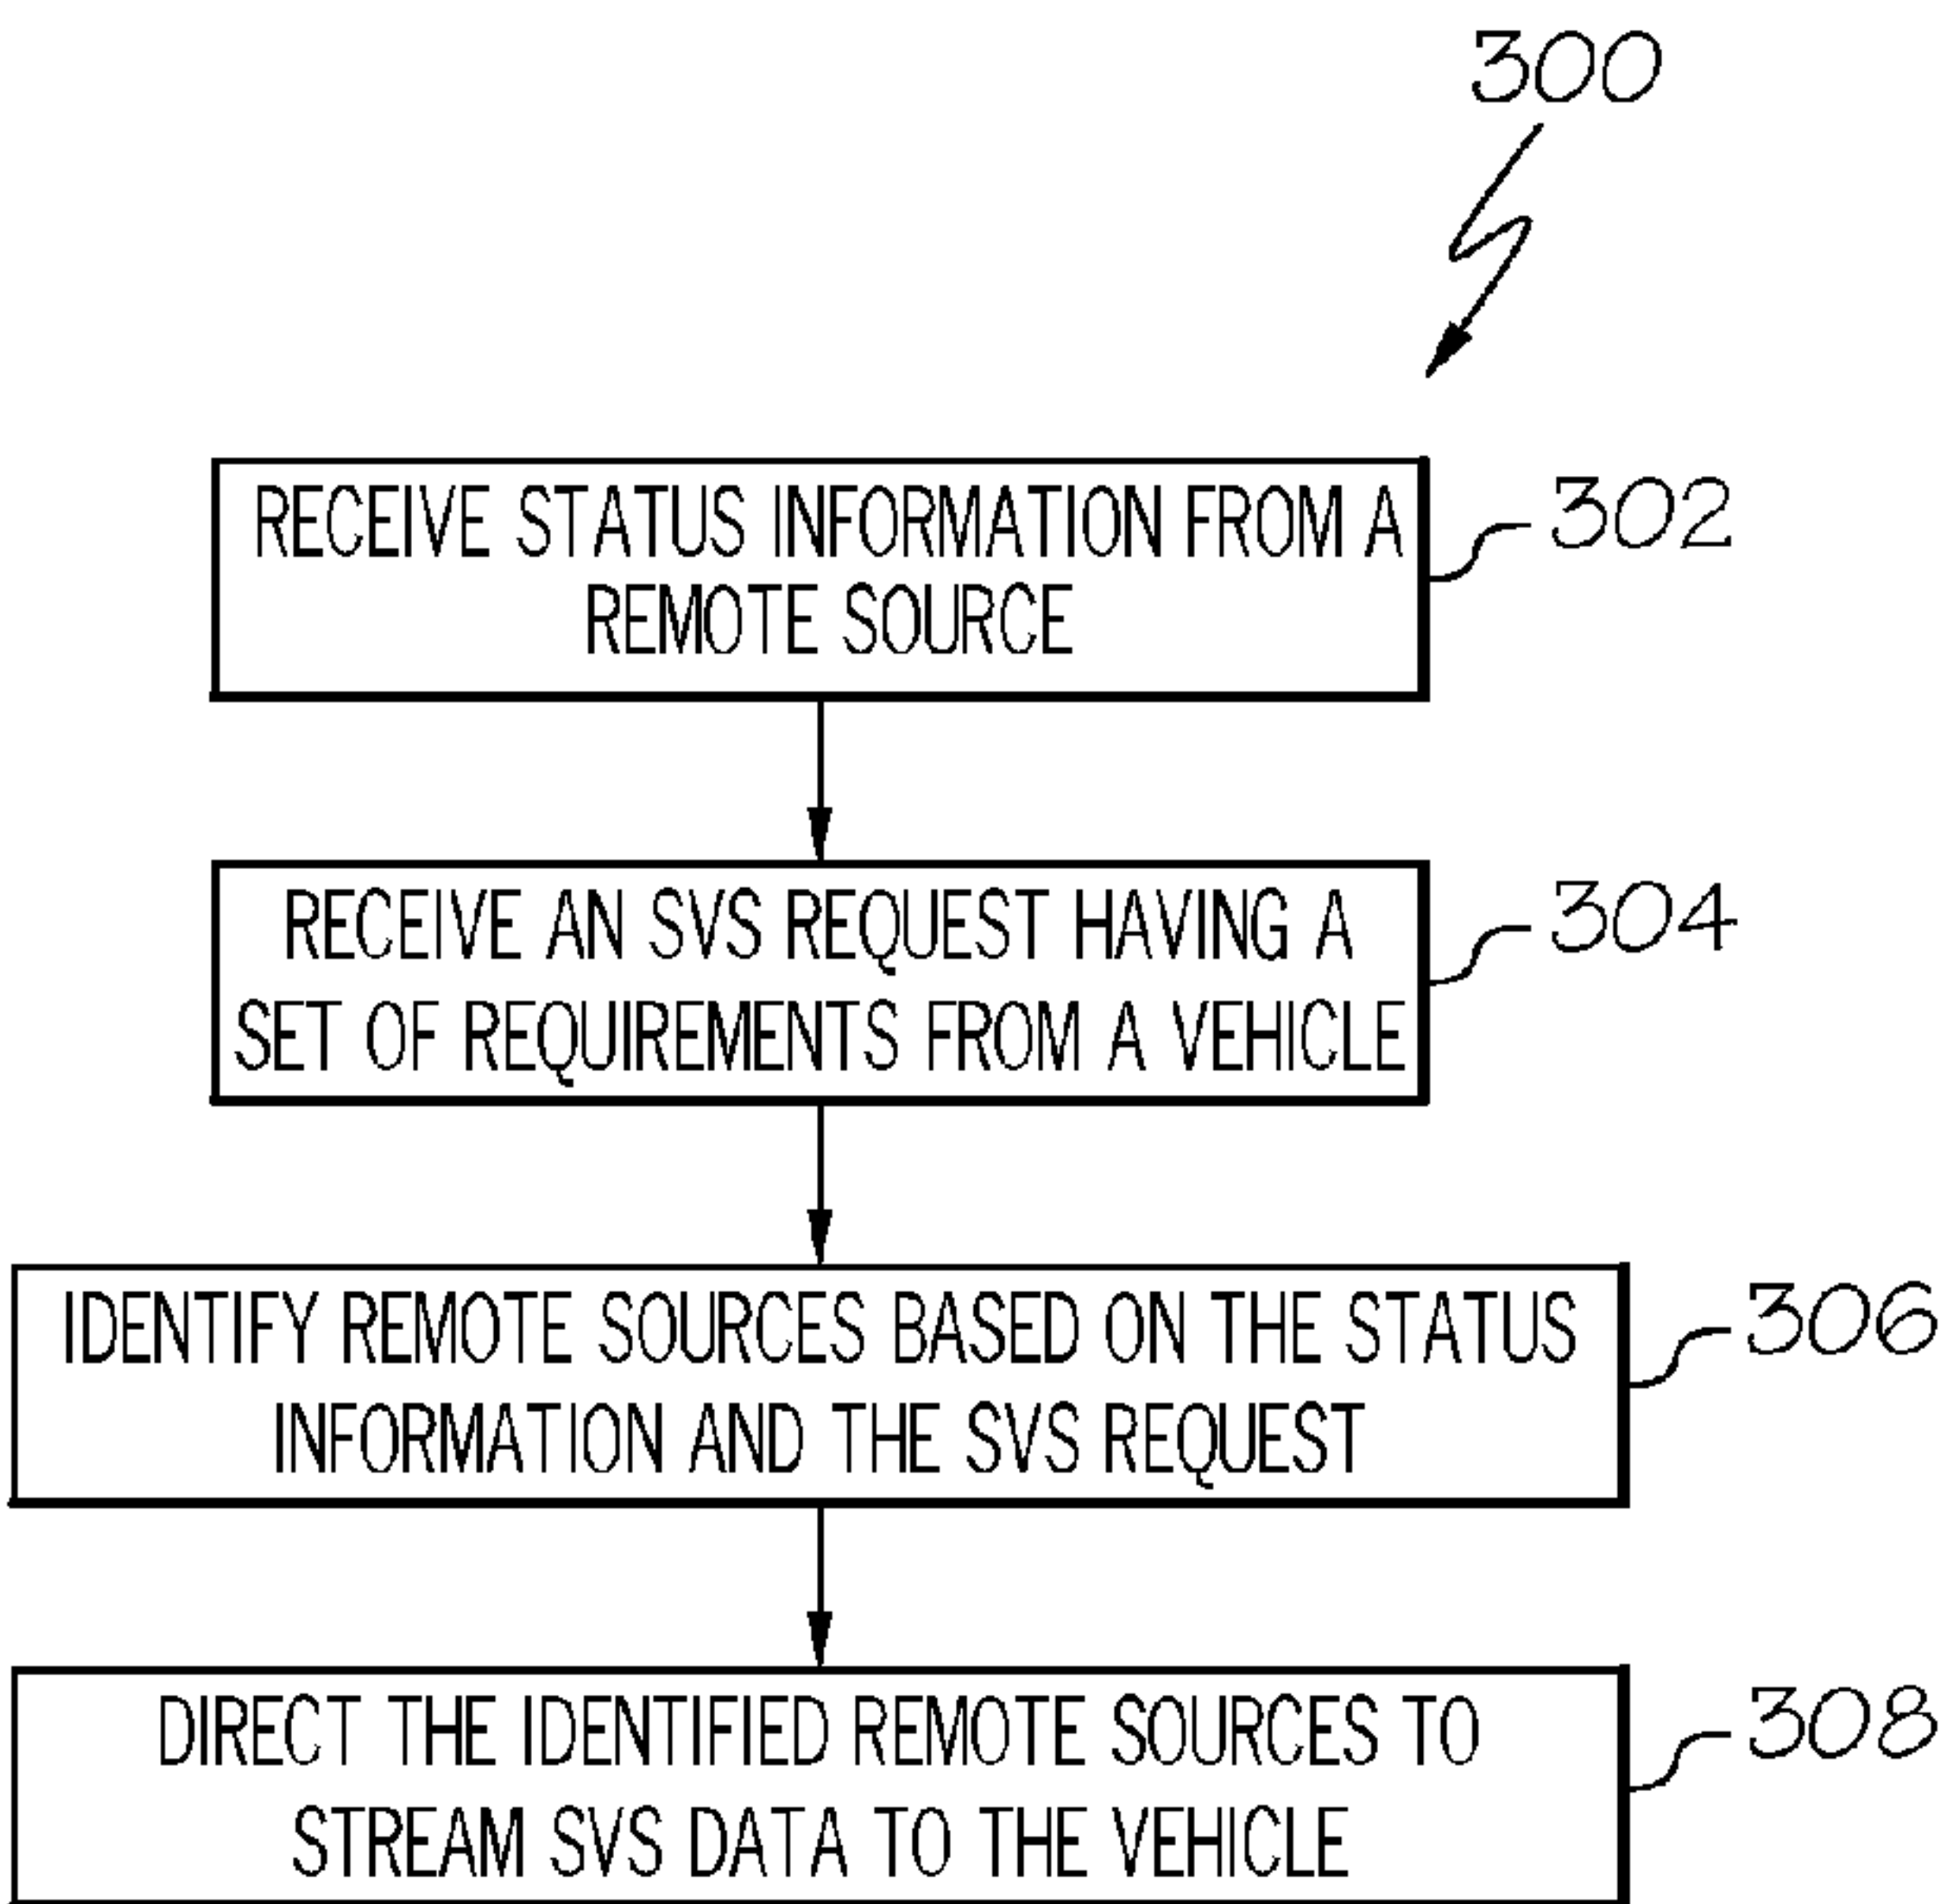 300
RECEIVE STATUS INFORMATION FROM A
REMOTE SOURCE
302
RECEIVE AN SVS REQUEST HAVING A
SET OF REQUIREMENTS FROM A VEHICLE
304
IDENTIFY REMOTE SOURCES BASED ON THE STATUS
INFORMATION AND THE SVS REQUEST
306
DIRECT THE IDENTIFIED REMOTE SOURCES TO
STREAM SVS DATA TO THE VEHICLE
308